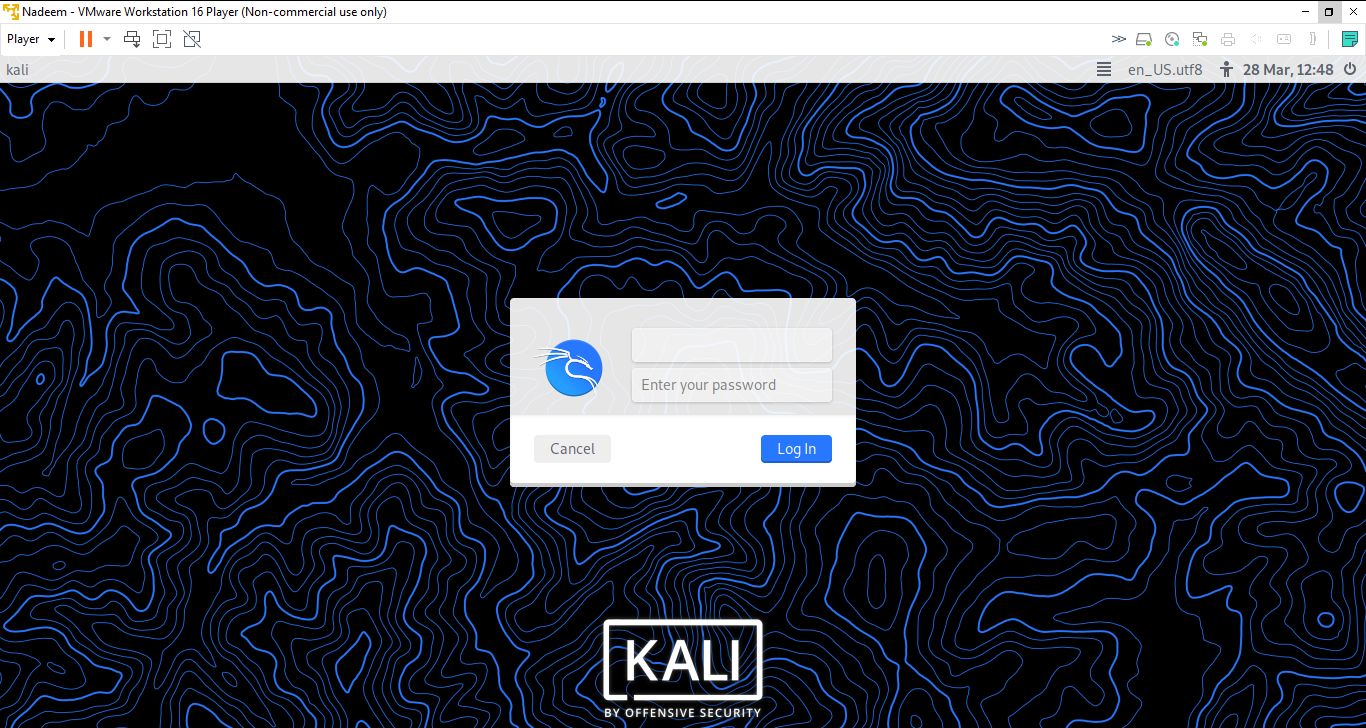 Nadeem - VMware Workstation 16 Player (Non-commercial use only)
Player
kali
en_US.utf8
28 Mar, 12:48
Enter your password
Cancel
Log In
KALI
BY OFFENSIVE SECURITY